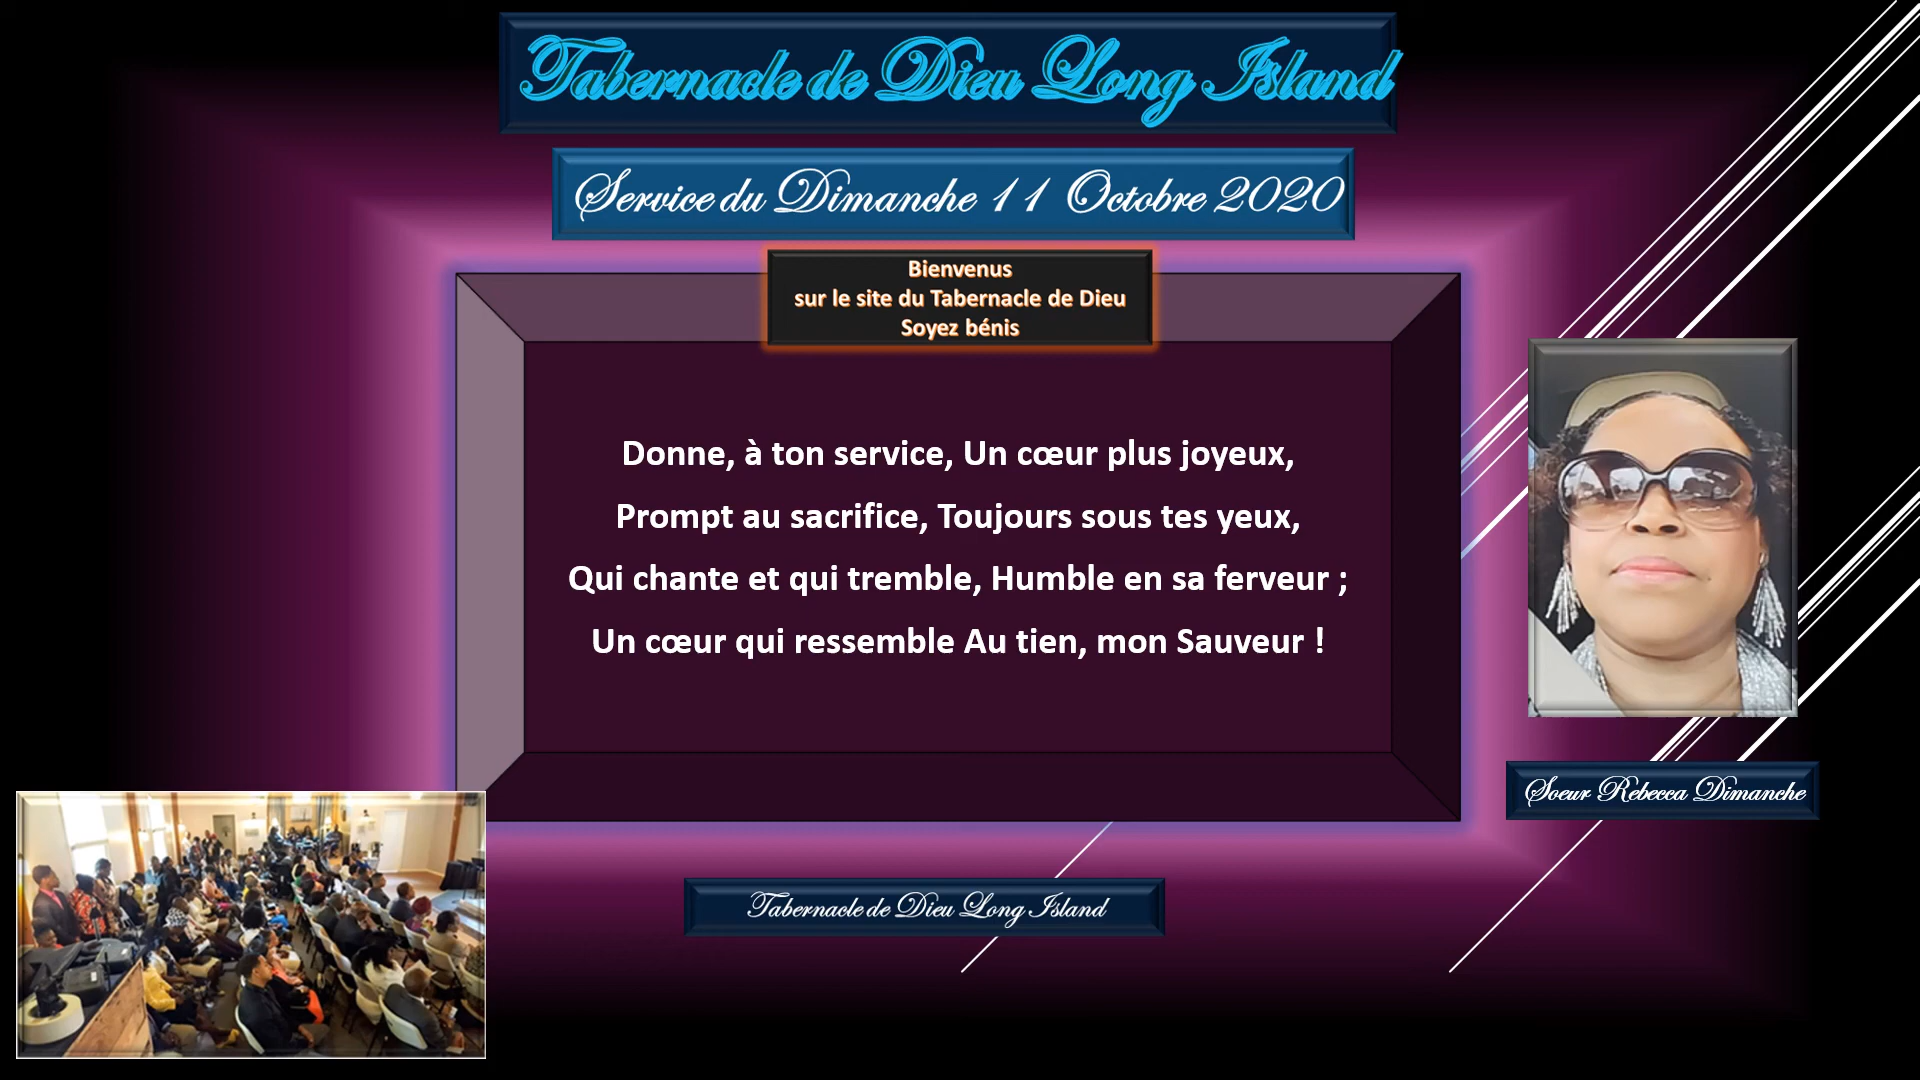 Tabernacle de Dieu Long Island
Service du Dimanche 11 Octobre 2020
Bienvenus
sur le site du Tabernacle de Dieu
Soyez bénis
Donne, à ton service, Un cœur plus joyeux,
Prompt au sacrifice, Toujours sous tes yeux,
Qui chante et qui tremble, Humble en sa ferveur ;
Un cœur qui ressemble Au tien, mon Sauveur !
Soeur Rebecca Dimanche
Tabernacle de Dieu Long Island